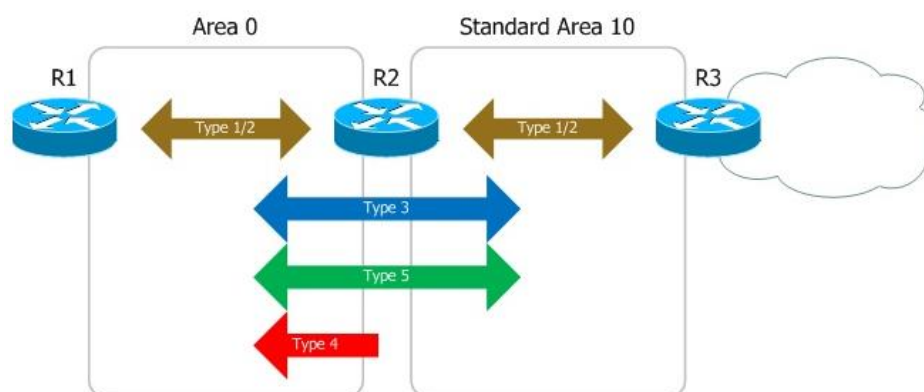 Area 0
Standard Area 10
R1
R2
R3
Type 1/2
Type 1/2
Type 3
Type 5
Type 4